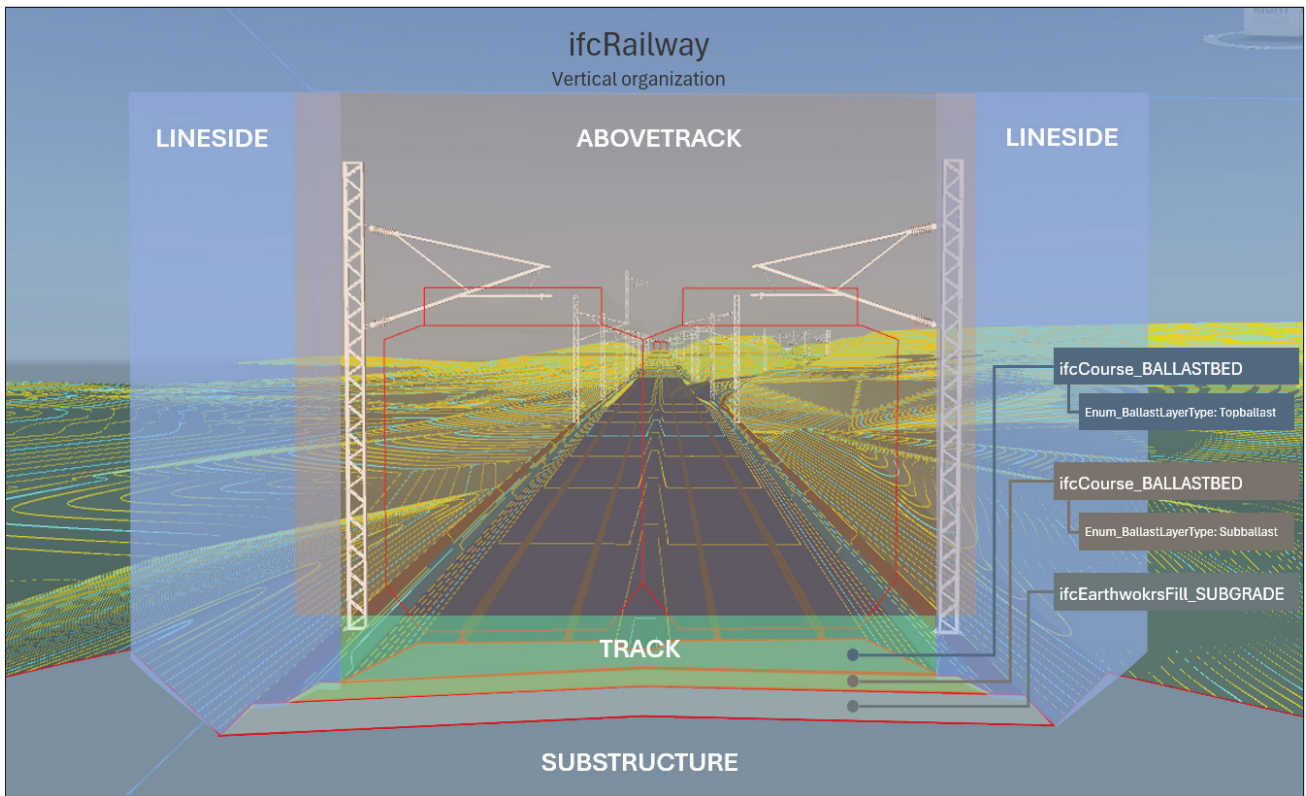 ifcRailway
Vertical organization
LINESIDE
ABOVETRACK
LINESIDE
ifcCourse_BALLASTBED
Enum_BallastLayerType: Topballast
ifcCourse_BALLASTBED
Enum_BallastLayerType: Subballast
ifcEarthwokrsFill_SUBGRADE
TRACK
SUBSTRUCTURE